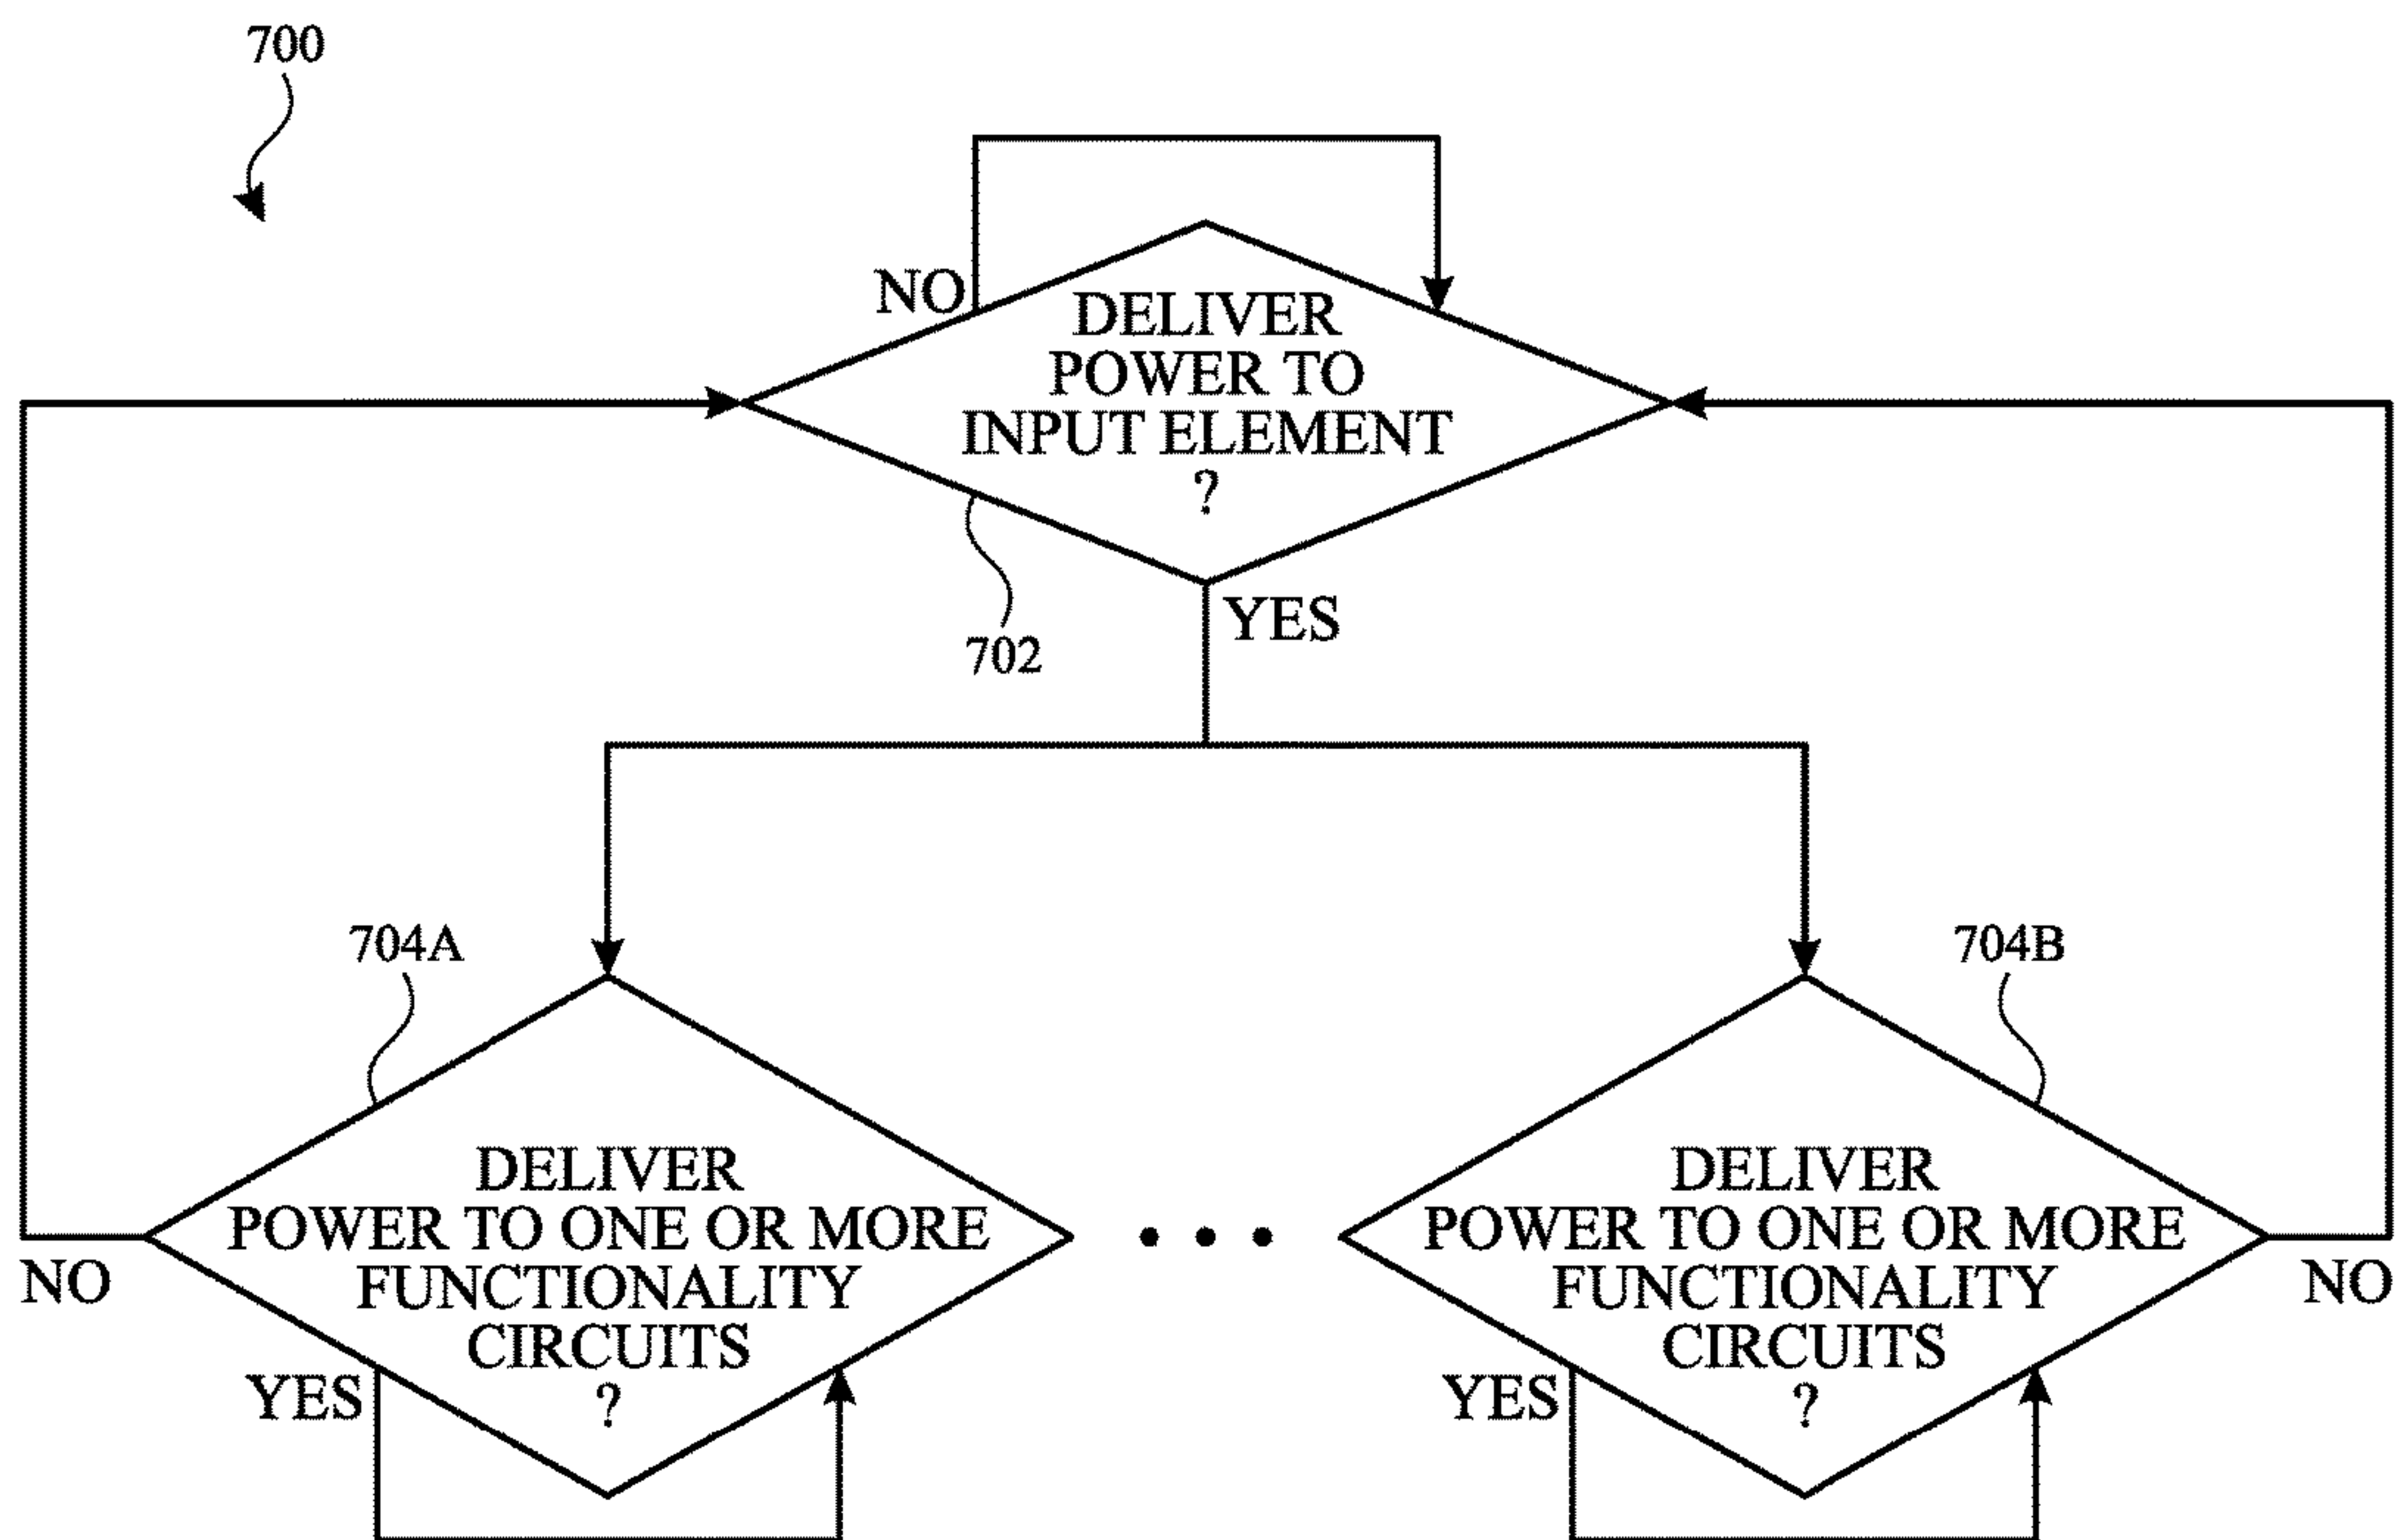 700
NO
DELIVER
POWER TO
INPUT ELEMENT
?
702
YES
704A
704B
DELIVER
POWER TO ONE OR MORE
FUNCTIONALITY
CIRCUITS
?
NO
YES
DELIVER
POWER TO ONE OR MORE
FUNCTIONALITY
CIRCUITS
?
YES
NO